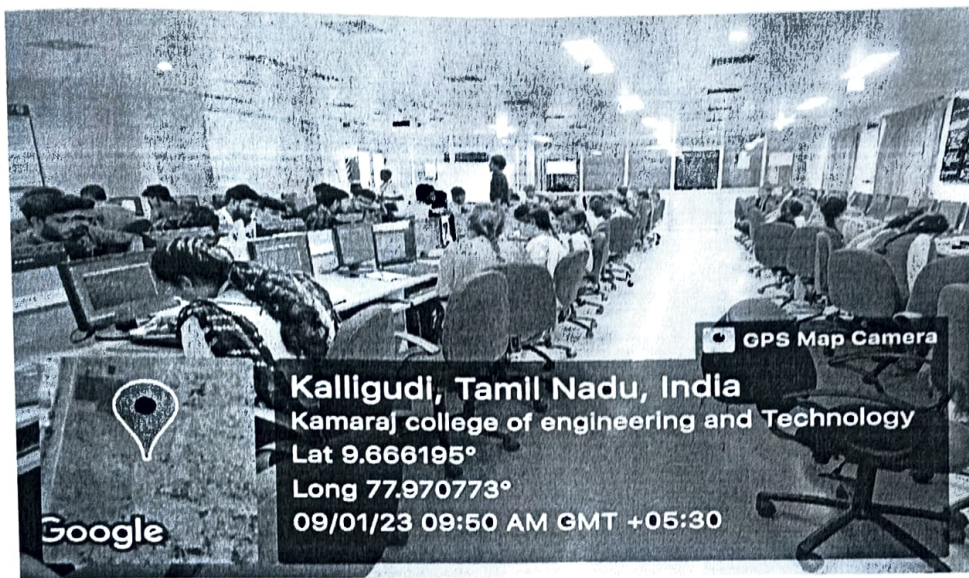 GPS Map Camera
Kalligudi, Tamil Nadu, India
Kamaraj college of engineering and Technology
Lat 9.666195°
Long 77.970773°
09/01/23 09:50 AM GMT +05:30
Google